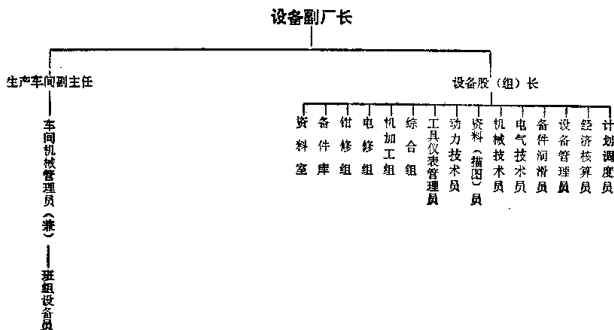 设备副厂长
生产车间副主任
设备股（组）长
车间机械管理员（兼）
班组设备员
资料室
备件库
钳修组
电修组
机加工组
综合组
工具仪表管理员
动力技术员
资料（描图）员
机械技术员
电气技术员
备件润滑员
设备管理员
经济核算员
计划调度员